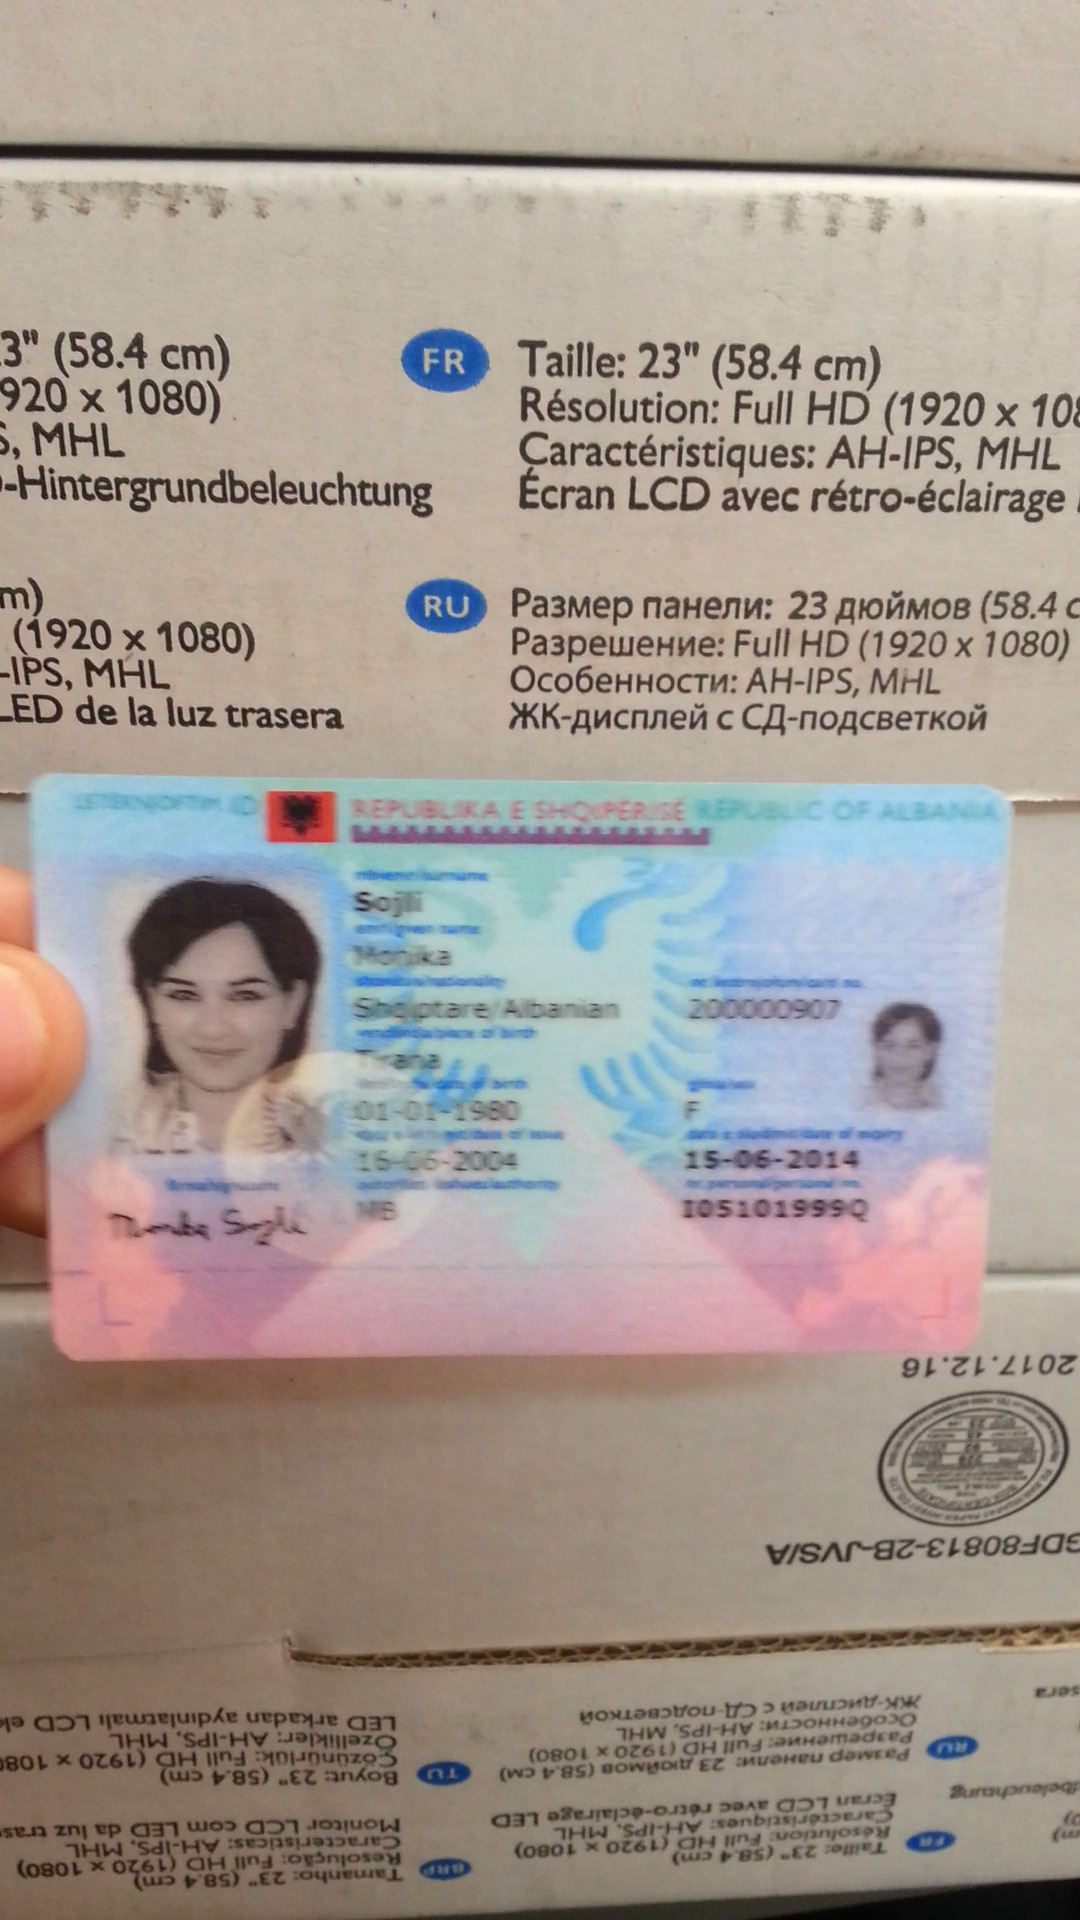 3" (58.4 cm)
920 x 1080)
S, MHL
-Hintergrundbeleuchtung
FR
Taille: 23" (58.4 cm)
Résolution: Full HD (1920 x 108
Caractéristiques: AH-IPS, MHL
Écran LCD avec rétro-éclairage
m)
(1920 x 1080)
-IPS, MHL
LED de la luz trasera
RU
Размер панели: 23 дюймов (58.4 c
Разрешение: Full HD (1920 x 1080)
Особенности: AH-IPS, MHL
ЖК-дисплей с СД-подсветкой
LETERNJOFTIM ID
REPUBLIKA E SHQIPËRISË REPUBLIC OF ALBANIA
mbiemri/surname
Sojli
emri/given name
Monika
shtetësia/nationality
Shqiptare/Albanian
200000907
vendlindja/place of birth
Tirana
datëlindja/date of birth
01-01-1980
gjinia/sex
F
date of issue
16-06-2004
date of expiry
15-06-2014
autoriteti lëshues/authority
MB
nr. personal/personal no.
I05101999Q
firma/signature
Monika Sojli
2017.12.16
GDF80813-2B-JVS/A
BRP
Tamanho: 23" (58.4 cm)
Resolução: Full HD (1920 x 1080)
Características: AH-IPS, MHL
Monitor LCD com LED da luz tras
TU
Boyut: 23" (58.4 cm)
Çözünürlük: Full HD (1920 x 1080
Özellikler: AH-IPS, MHL
LED arkadan aydınlatmalı LCD ek
FR
Taille: 23" (58.4 cm)
Résolution: Full HD (1920 x 1080)
Caractéristiques: AH-IPS, MHL
Écran LCD avec rétro-éclairage LED
RU
Размер панели: 23 дюймов (58.4 см)
Разрешение: Full HD (1920 x 1080)
Особенности: AH-IPS, MHL
ЖК-дисплей с СД-подсветкой